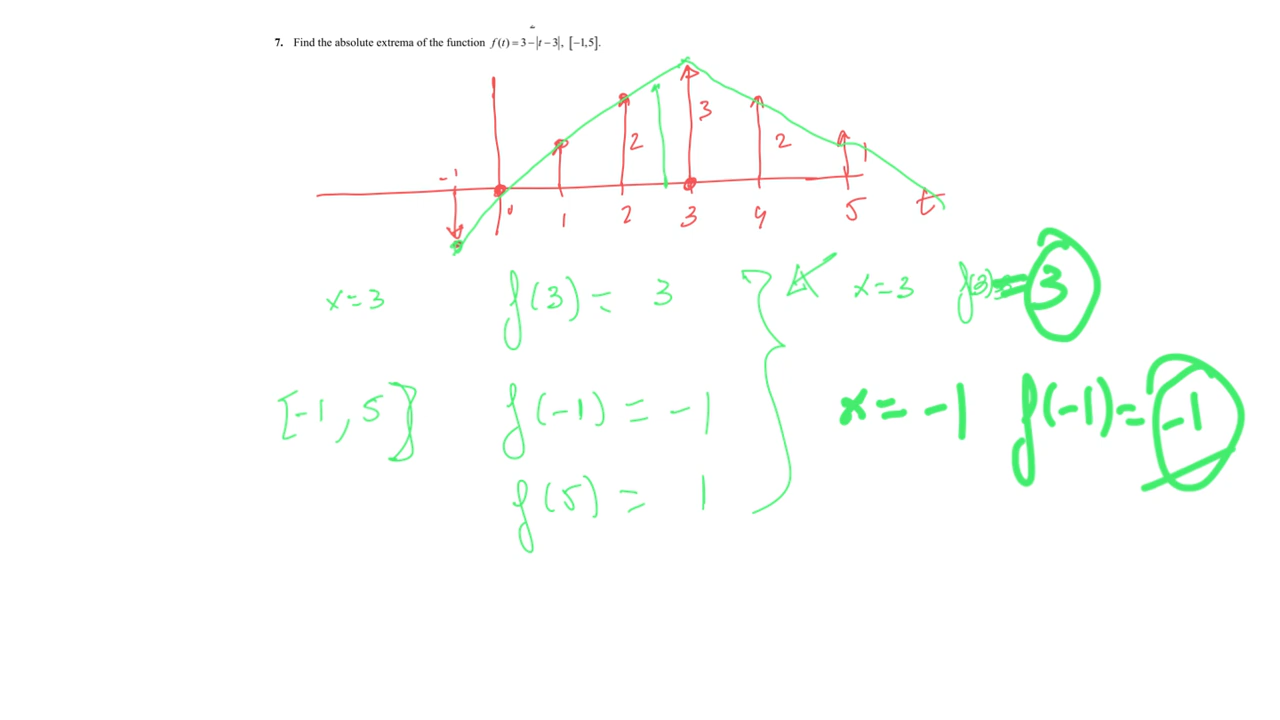 7. Find the absolute extrema of the function f(t) = 3 − |t − 3|, [−1,5].
3
2
2
1
-1
0
1
2
3
4
5
t
x=3 f(3) = 3 x=3 f(3) = 3
[-1, 5] f(-1) = -1 x = -1 f(-1) = -1
f(5) = 1